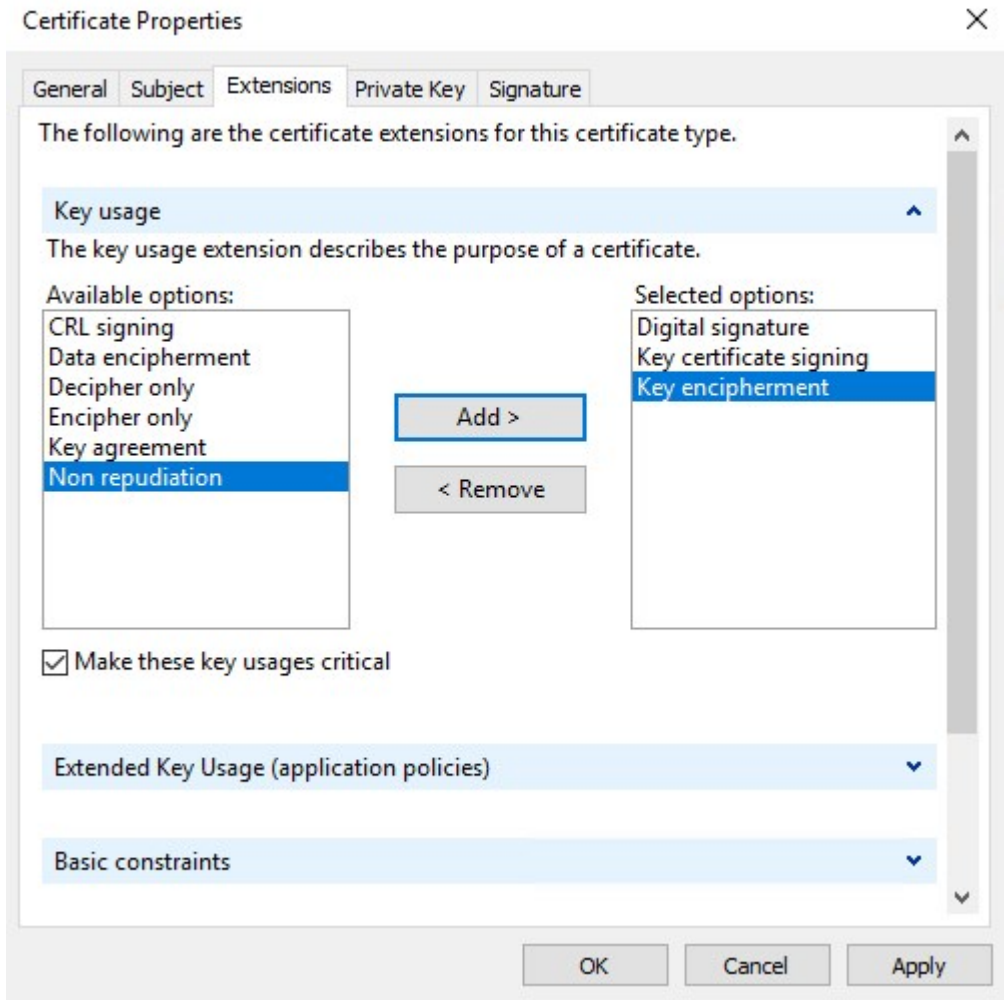 Certificate Properties
General Subject Extensions Private Key Signature
The following are the certificate extensions for this certificate type.
Key usage
The key usage extension describes the purpose of a certificate.
Available options:
CRL signing
Data encipherment
Decipher only
Encipher only
Key agreement
Non repudiation
Add >
< Remove
Selected options:
Digital signature
Key certificate signing
Key encipherment
Make these key usages critical
Extended Key Usage (application policies)
Basic constraints
OK Cancel Apply